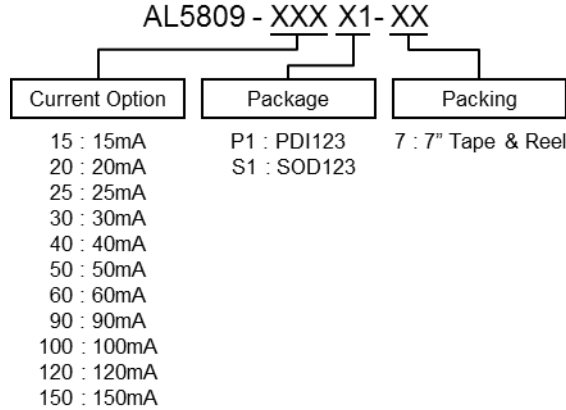 AL5809 - XXX X1- XX
Current Option
Package
Packing
15 : 15mA
20 : 20mA
25 : 25mA
30 : 30mA
40 : 40mA
50 : 50mA
60 : 60mA
90 : 90mA
100 : 100mA
120 : 120mA
150 : 150mA
P1 : PDI123
S1 : SOD123
7 : 7” Tape & Reel